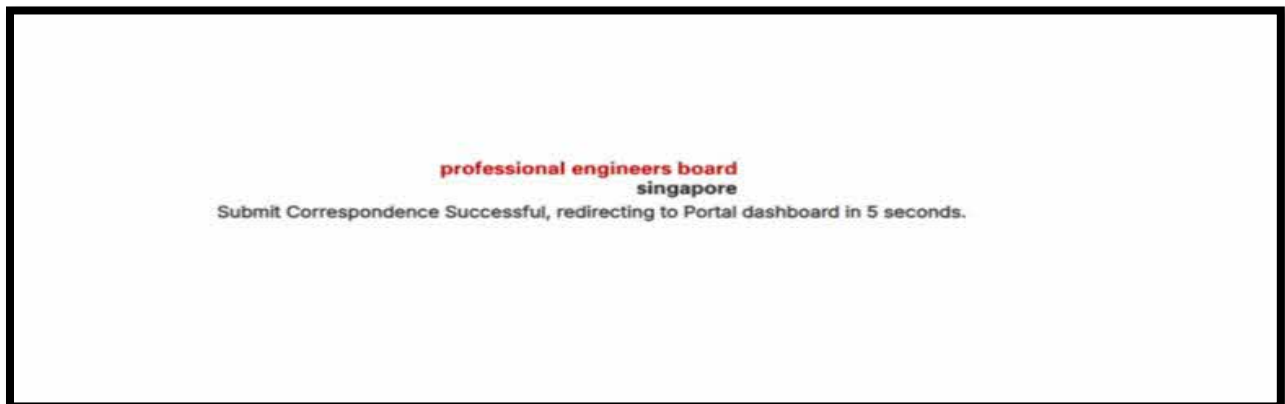 professional engineers board
singapore
Submit Correspondence Successful, redirecting to Portal dashboard in 5 seconds.